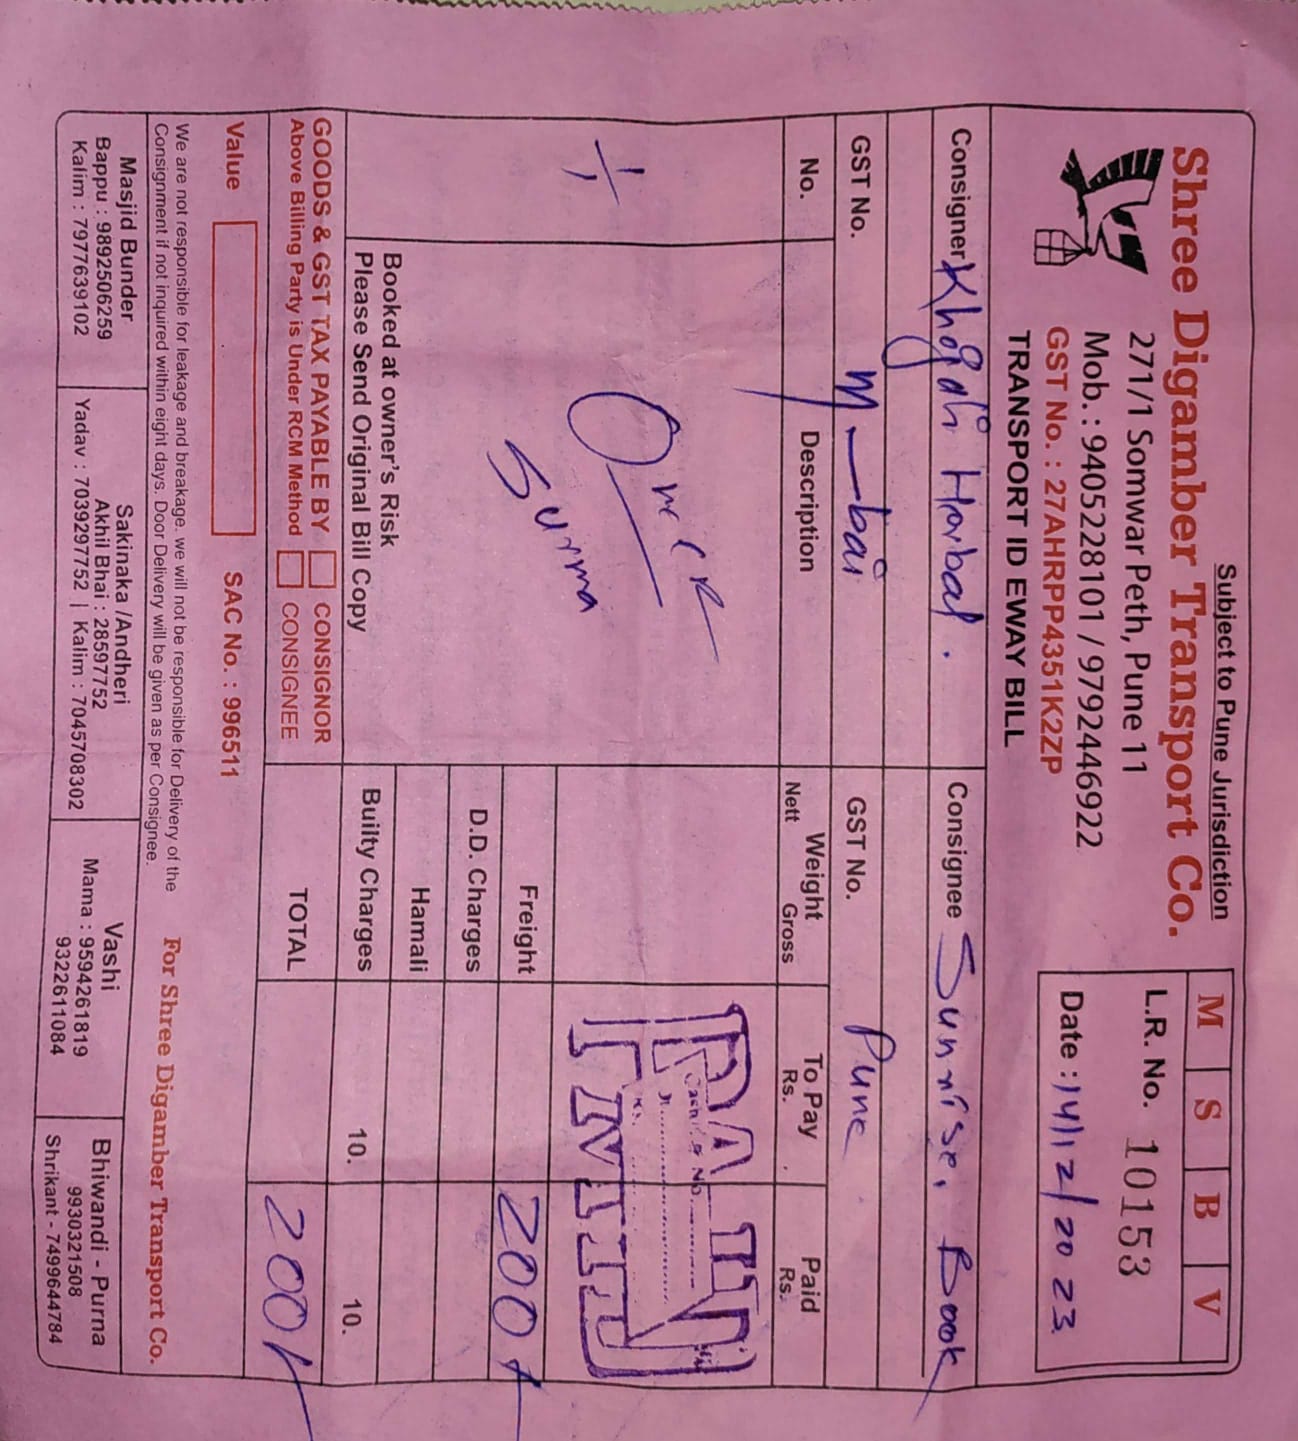 Subject to Pune Jurisdiction
Shree Digamber Transport Co.
271/1 Somwar Peth, Pune 11
Mob. : 9405228101 / 9792446922
GST No. : 27AHRPP4351K2ZP
TRANSPORT ID EWAY BILL
M S B V
L.R. No. 10153
Date : 14/12/2023
Consigner Khojati Harbal.
Consignee Sunrise, Book
M-bai
Pune
GST No.
GST No.
No. Description Weight To Pay Paid
Nett Gross Rs. Rs.
1/1
Surma
PAID
Freight 200/-
D.D. Charges
Hamali
Builty Charges 10. 10.
TOTAL 200/-
Booked at owner's Risk
Please Send Original Bill Copy
GOODS & GST TAX PAYABLE BY CONSIGNOR
Above Billing Party is Under RCM Method CONSIGNEE
Value SAC No. : 996511
We are not responsible for leakage and breakage. we will not be responsible for Delivery of the
Consignment if not inquired within eight days. Door Delivery will be given as per Consignee.
For Shree Digamber Transport Co.
Masjid Bunder
Bappu : 9892506259
Kalim : 7977639102
Sakinaka /Andheri
Akhil Bhai : 28597752
Yadav : 7039297752 | Kalim : 7045708302
Vashi
Mama : 9594261819
9322611084
Bhiwandi - Purna
9930321508
Shrikant - 7499644784